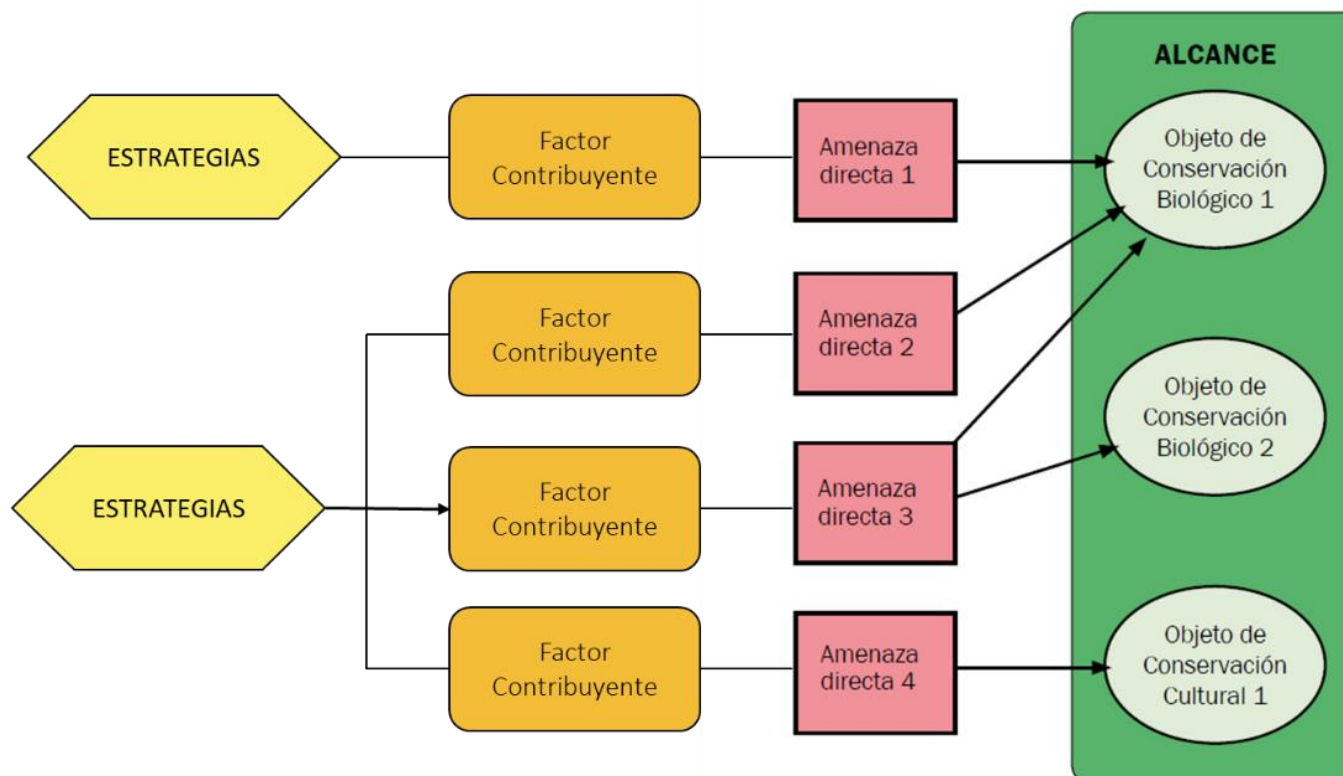 ALCANCE
ESTRATEGIAS
Factor
Contribuyente
Amenaza
directa 1
Objeto de
Conservación
Biológico 1
Factor
Contribuyente
Amenaza
directa 2
Objeto de
Conservación
Biológico 2
ESTRATEGIAS
Factor
Contribuyente
Amenaza
directa 3
Factor
Contribuyente
Amenaza
directa 4
Objeto de
Conservación
Cultural 1